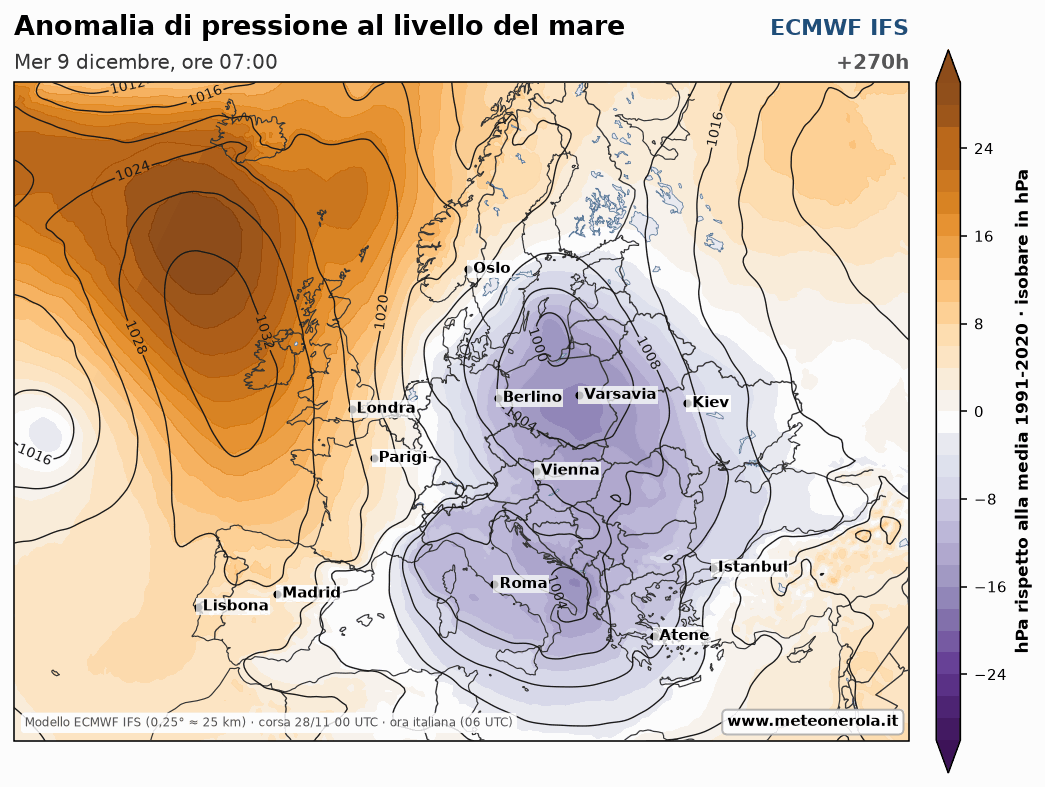 Anomalia di pressione al livello del mare
ECMWF IFS
Mer 9 dicembre, ore 07:00
+270h
1012
1016
1016
1024
1020
1028
1032
1000
1008
1004
1016
1004
Oslo
Londra
Berlino
Varsavia
Kiev
Parigi
Vienna
Madrid
Lisbona
Roma
Istanbul
Atene
24
16
8
0
−8
−16
−24
hPa rispetto alla media 1991-2020 · isobare in hPa
Modello ECMWF IFS (0,25° ≈ 25 km) · corsa 28/11 00 UTC · ora italiana (06 UTC)
www.meteonerola.it